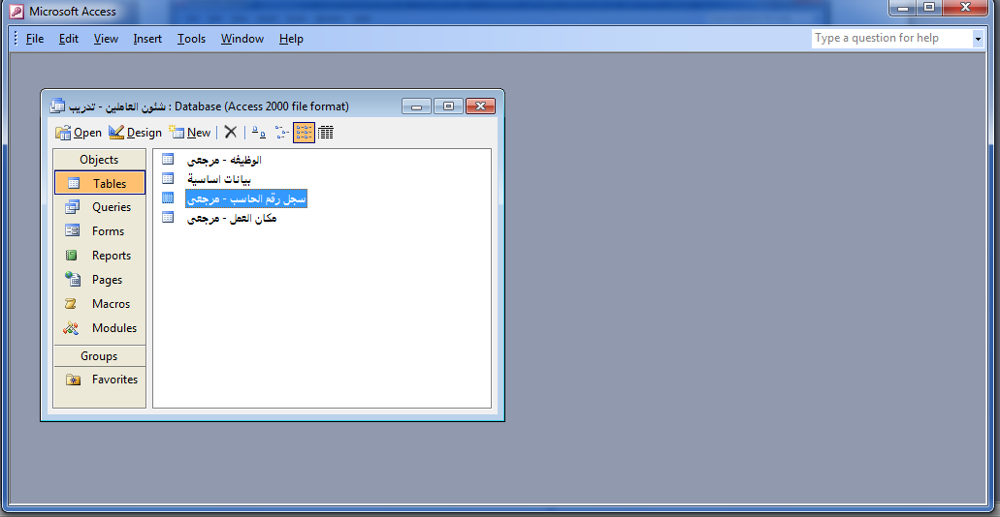 Microsoft Access
File Edit View Insert Tools Window Help
Type a question for help
شئون العاملين - تدريب : Database (Access 2000 file format)
Open Design New
Objects
Tables
Queries
Forms
Reports
Pages
Macros
Modules
Groups
Favorites
الوظيفه - مرجعى
بيانات اساسية
سجل رقم الحاسب - مرجعى
مكان العمل - مرجعى